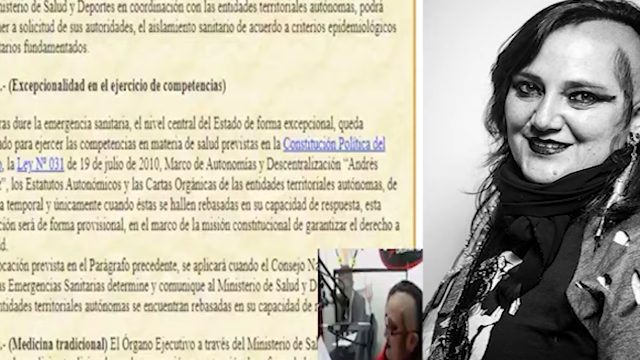 inisterio de Salud y Deportes en coordinación con las entidades territoriales autónomas, podrá
ner a solicitud de sus autoridades, el aislamiento sanitario de acuerdo a criterios epidemiológicos
itarios fundamentados.
.- (Excepcionalidad en el ejercicio de competencias)
ras dure la emergencia sanitaria, el nivel central del Estado de forma excepcional, queda
ado para ejercer las competencias en materia de salud previstas en la Constitución Política del
, la Ley Nº 031 de 19 de julio de 2010, Marco de Autonomías y Descentralización “Andrés
”, los Estatutos Autonómicos y las Cartas Orgánicas de las entidades territoriales autónomas, de
a temporal y únicamente cuando éstas se hallen rebasadas en su capacidad de respuesta, esta
ción será de forma provisional, en el marco de la misión constitucional de garantizar el derecho a
d.
ocación prevista en el Parágrafo precedente, se aplicará cuando el Consejo Na
s Emergencias Sanitarias determine y comunique al Ministerio de Salud y D
entidades territoriales autónomas se encuentran rebasadas en su capacidad de r
.- (Medicina tradicional) El Órgano Ejecutivo a través del Ministerio de Sal